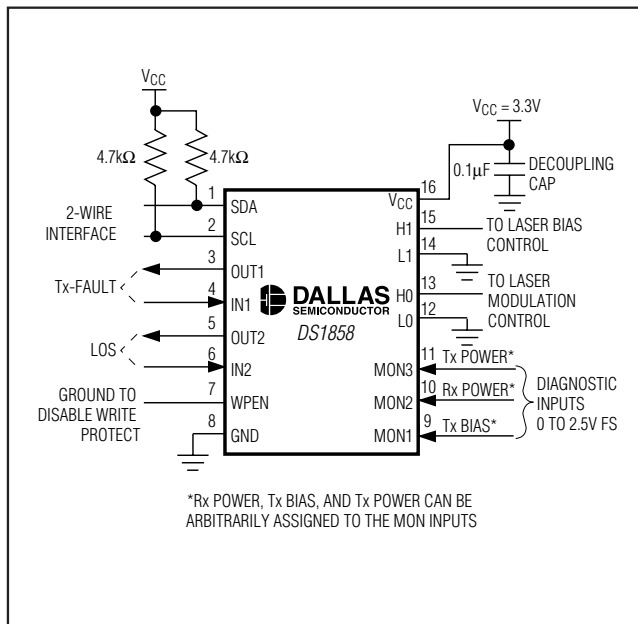 VCC
VCC = 3.3V
4.7kΩ
4.7kΩ
0.1μF
DECOUPLING
CAP
2-WIRE
INTERFACE
Tx-FAULT
LOS
GROUND TO
DISABLE WRITE
PROTECT
1
SDA
2
SCL
3
OUT1
4
IN1
5
OUT2
6
IN2
7
WPEN
8
GND
DALLAS
SEMICONDUCTOR
DS1858
16
VCC
15
H1
TO LASER BIAS
CONTROL
14
L1
13
H0
TO LASER
MODULATION
CONTROL
12
L0
11
MON3
Tx POWER*
10
MON2
Rx POWER*
9
MON1
Tx BIAS*
DIAGNOSTIC
INPUTS
0 TO 2.5V FS
*Rx POWER, Tx BIAS, AND Tx POWER CAN BE
ARBITRARILY ASSIGNED TO THE MON INPUTS